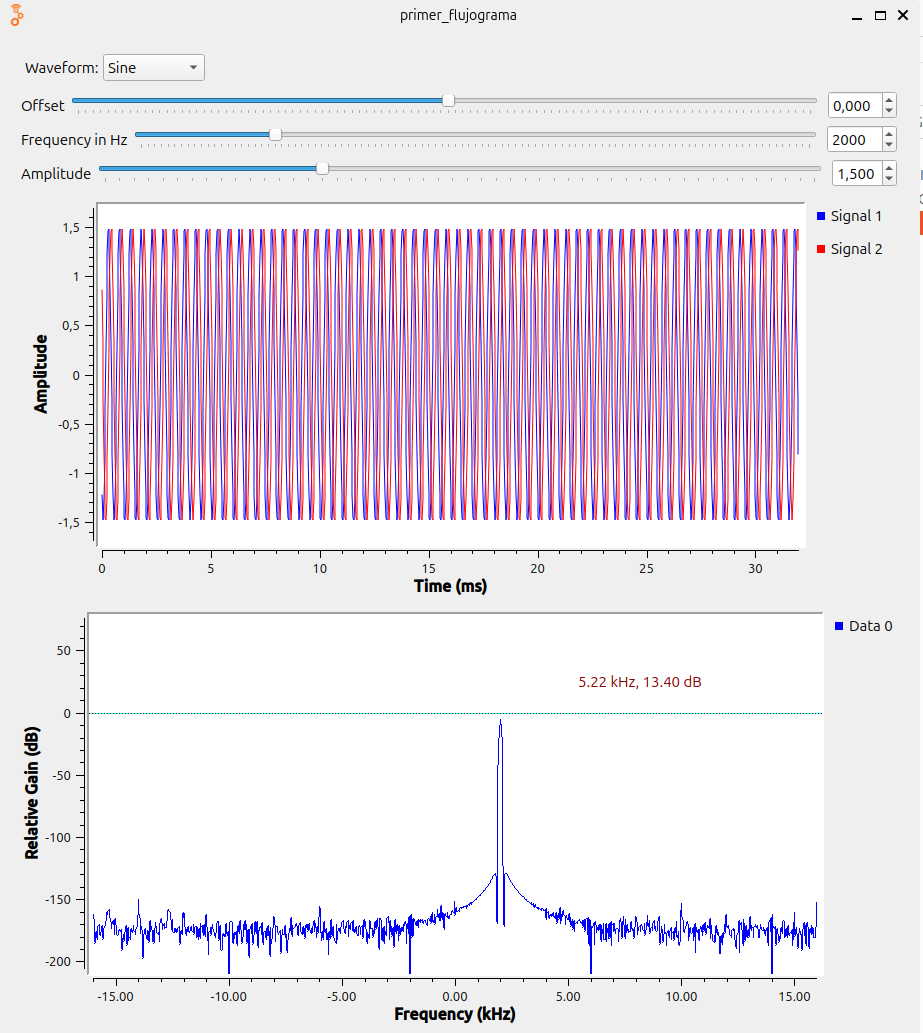 primer_flujograma
Waveform: Sine
Offset 0,000
Frequency in Hz 2000
Amplitude 1,500
Signal 1
Signal 2
1,5
1
0,5
0
-0,5
-1
-1,5
Amplitude
0 5 10 15 20 25 30
Time (ms)
Data 0
5.22 kHz, 13.40 dB
50
0
-50
-100
-150
-200
Relative Gain (dB)
-15.00 -10.00 -5.00 0.00 5.00 10.00 15.00
Frequency (kHz)